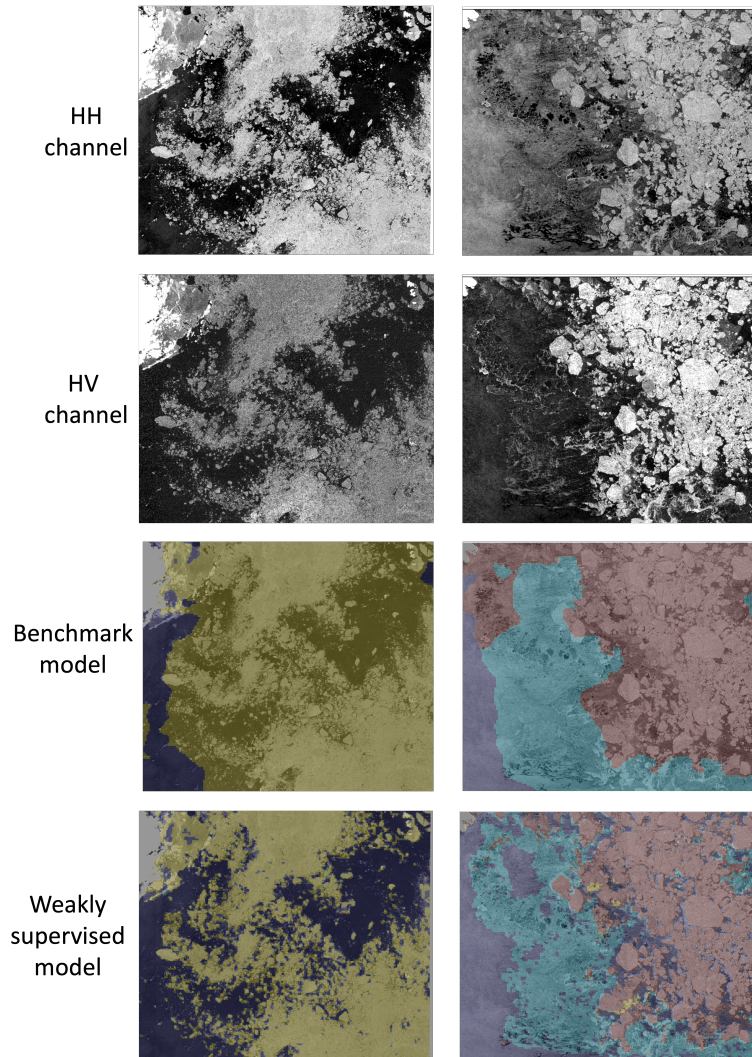 HH
channel
HV
channel
Benchmark
model
Weakly
supervised
model